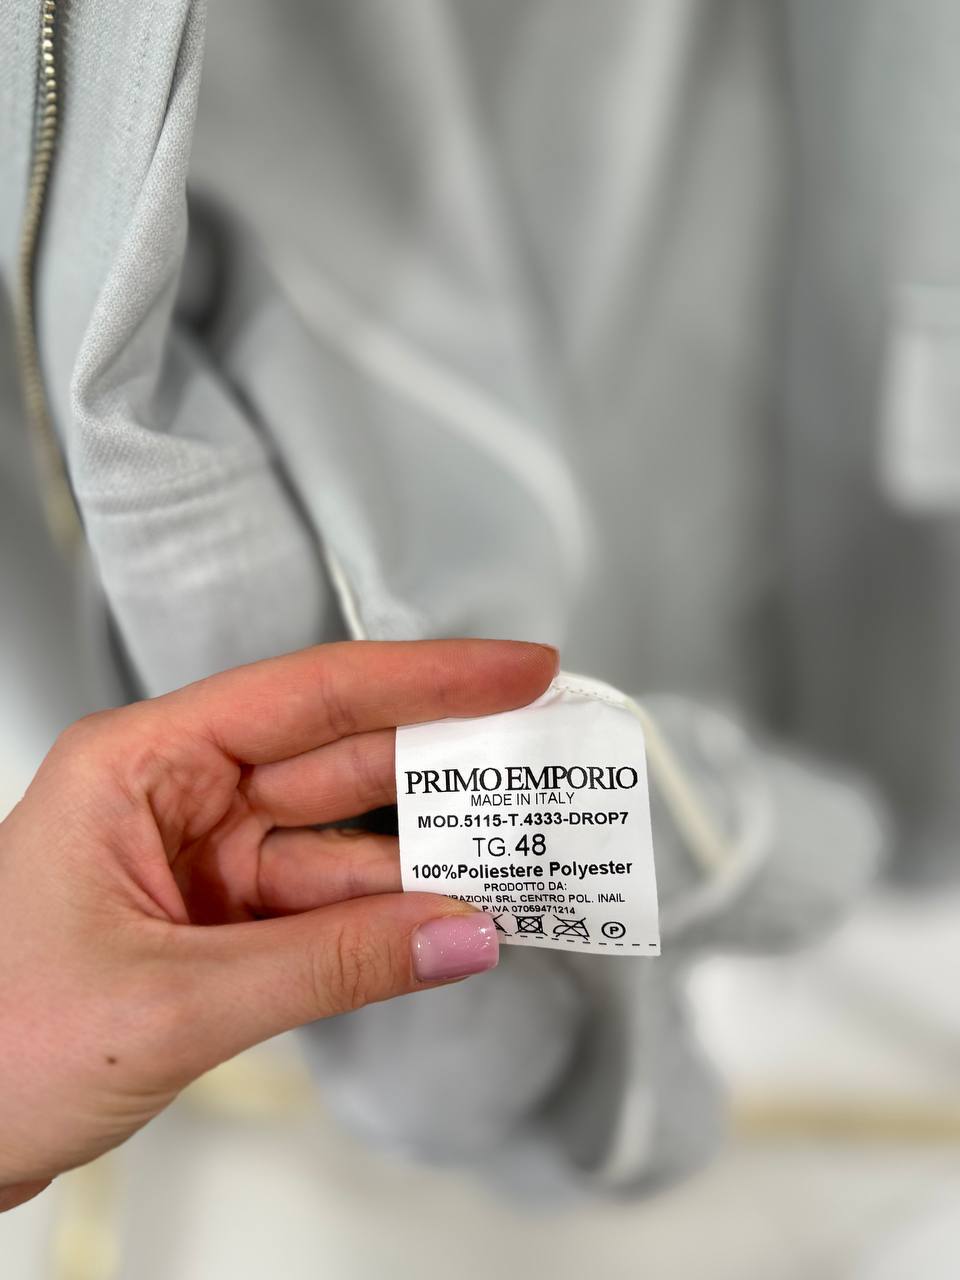 PRIMO EMPORIO
MADE IN ITALY
MOD.5115-T.4333-DROP7
TG.48
100%Poliestere Polyester
PRODOTTO DA:
SRL CENTRO POL. INAIL
P.IVA 07069471214
P